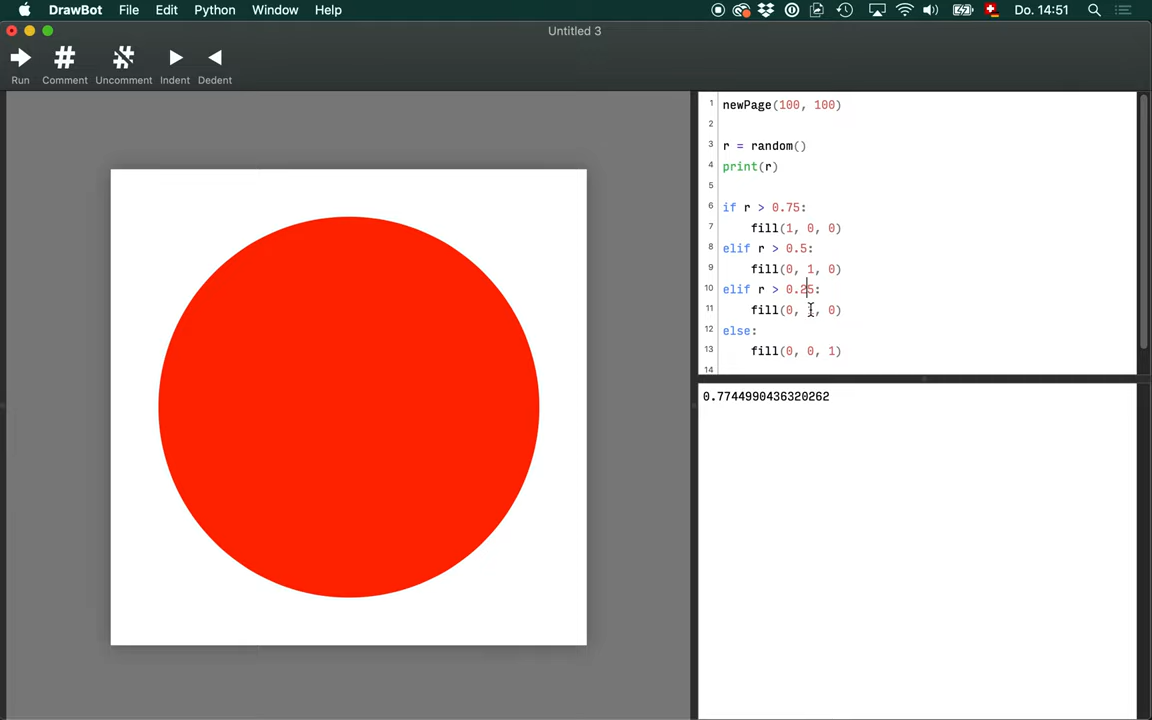 DrawBot File Edit Python Window Help Do. 14:51
Untitled 3
Run Comment Uncomment Indent Dedent
1 newPage(100, 100)
2
3 r = random()
4 print(r)
5
6 if r > 0.75:
7 fill(1, 0, 0)
8 elif r > 0.5:
9 fill(0, 1, 0)
10 elif r > 0.25:
11 fill(0, , 0)
12 else:
13 fill(0, 0, 1)
14
0.7744990436320262